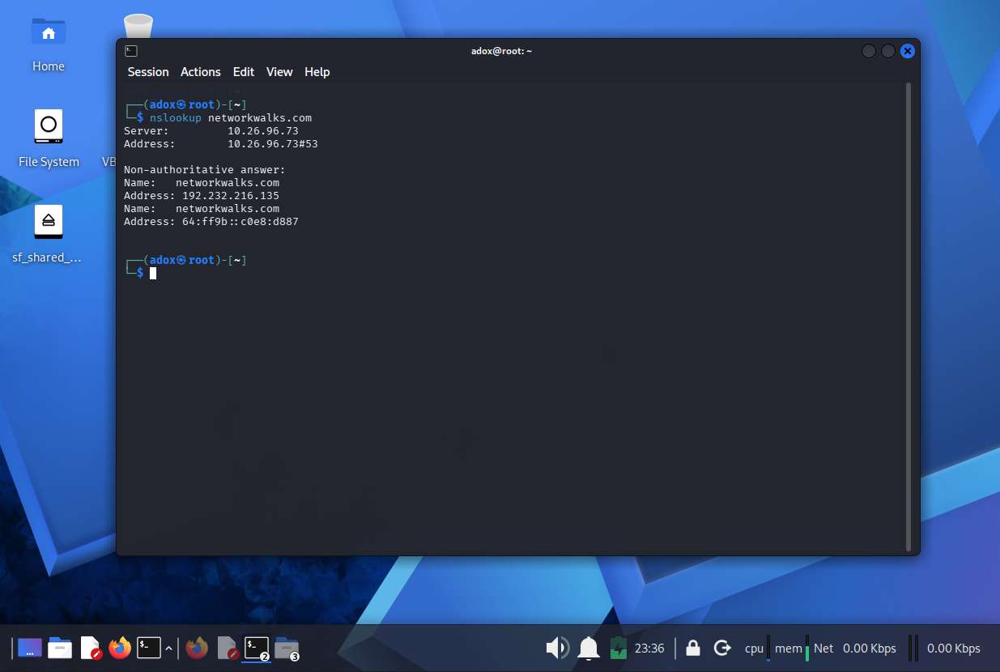 Home
File System
VB
sf_shared_...
adox@root: ~
Session Actions Edit View Help
┌──(adox㉿root)-[~]
└─$ nslookup networkwalks.com
Server:         10.26.96.73
Address:        10.26.96.73#53
Non-authoritative answer:
Name:   networkwalks.com
Address: 192.232.216.135
Name:   networkwalks.com
Address: 64:ff9b::c0e8:d887
┌──(adox㉿root)-[~]
└─$
$_
$_ 2
3
23:36
cpu mem Net 0.00 Kbps 0.00 Kbps